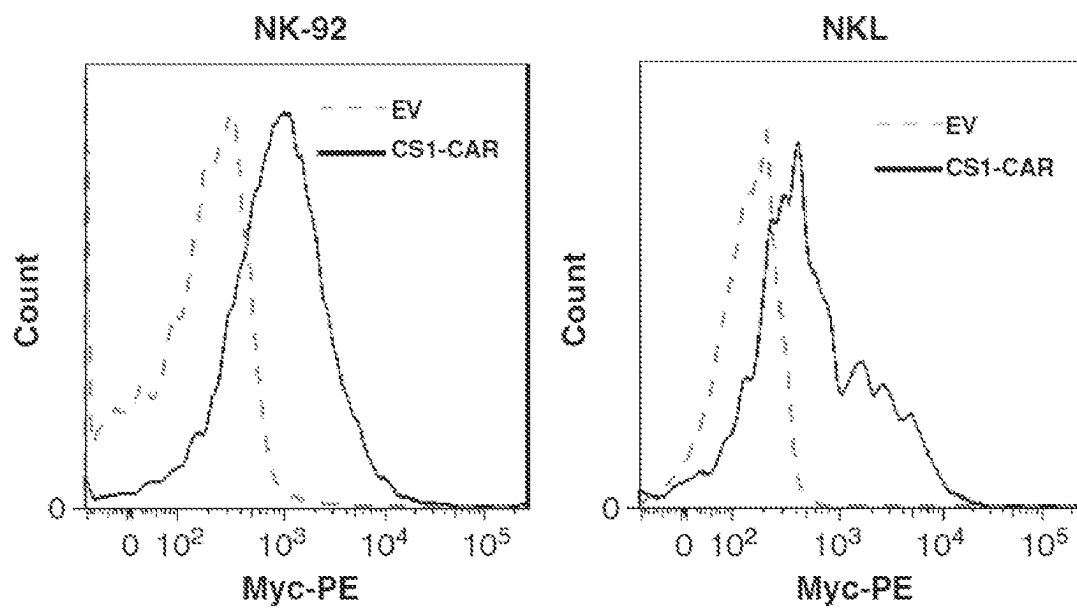 NK-92
EV
CS1-CAR
Count
0
0 10² 10³ 10⁴ 10⁵
Myc-PE
NKL
EV
CS1-CAR
Count
0
0 10² 10³ 10⁴ 10⁵
Myc-PE